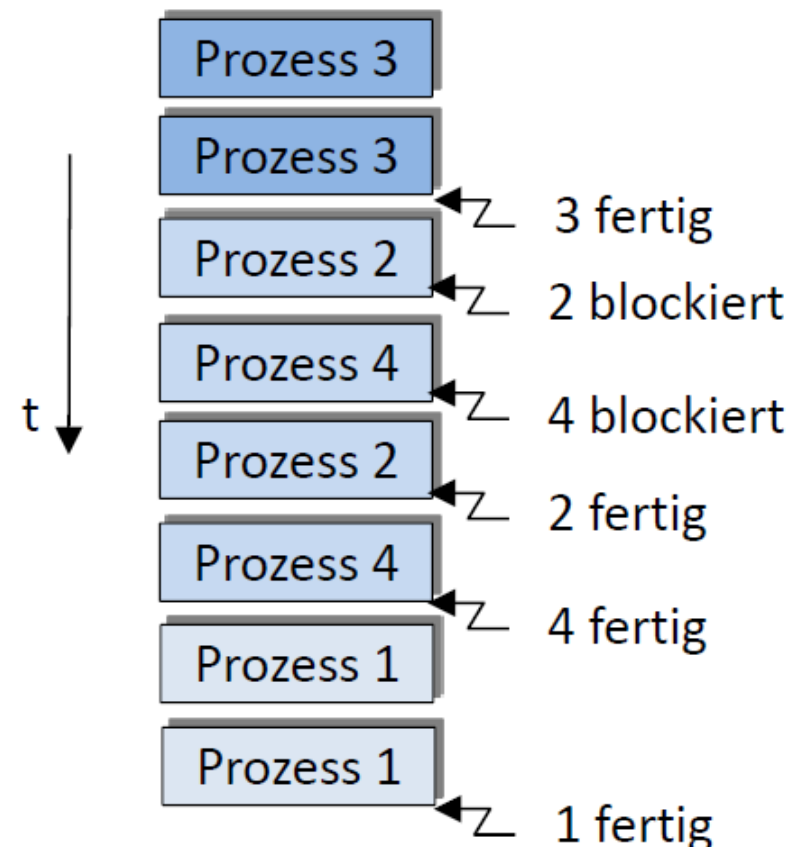 Prozess 3
Prozess 3
3 fertig
Prozess 2
2 blockiert
Prozess 4
4 blockiert
t
Prozess 2
2 fertig
Prozess 4
4 fertig
Prozess 1
Prozess 1
1 fertig